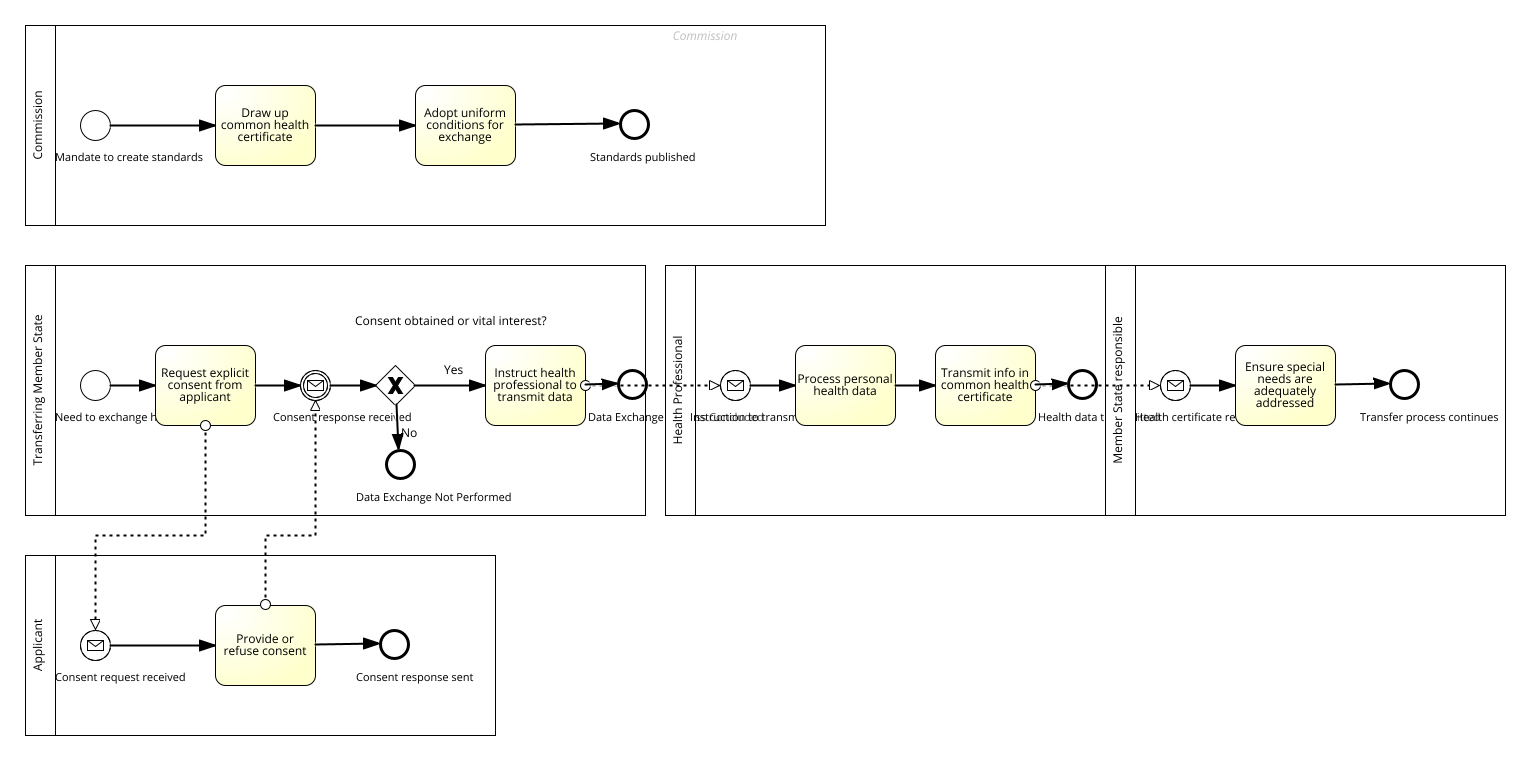 Commission
Commission
Draw up
common health
certificate
Adopt uniform
conditions for
exchange
Mandate to create standards
Standards published
Transferring Member State
Consent obtained or vital interest?
Request explicit
consent from
applicant
Yes
Instruct health
professional to
transmit data
Need to exchange
Consent response received
No
Data Exchange
Data Exchange Not Performed
Health Professional
Instruction to
Process personal
health data
Transmit info in
common health
certificate
Health data
Member State responsible
Health certificate
Ensure special
needs are
adequately
addressed
Transfer process continues
Applicant
Provide or
refuse consent
Consent request received
Consent response sent